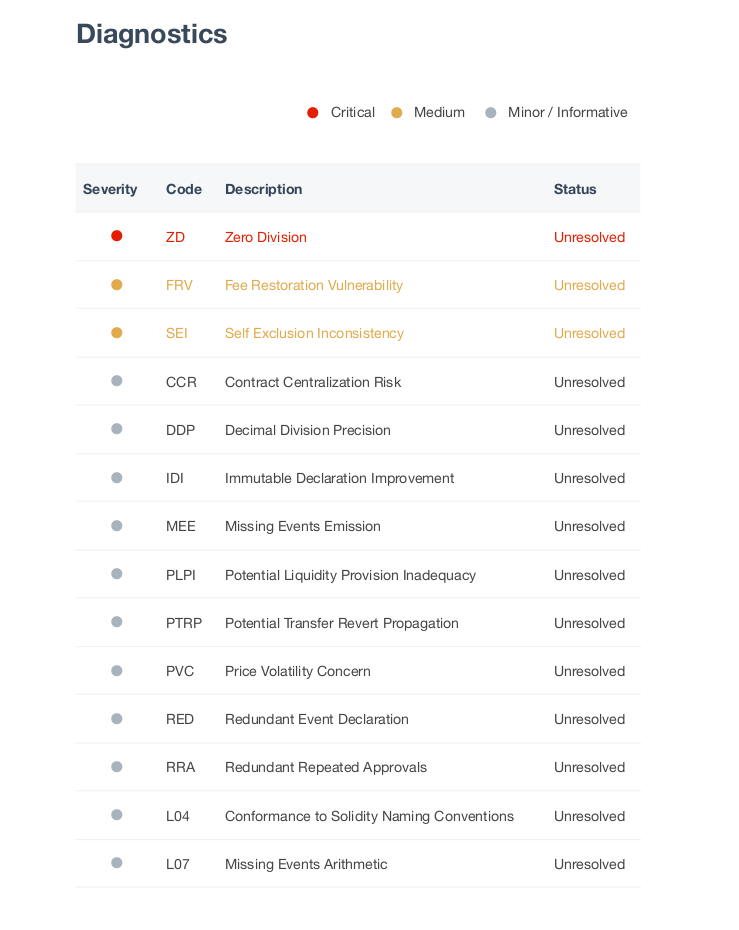 Diagnostics
Critical Medium Minor / Informative
Severity Code Description Status
ZD Zero Division Unresolved
FRV Fee Restoration Vulnerability Unresolved
SEI Self Exclusion Inconsistency Unresolved
CCR Contract Centralization Risk Unresolved
DDP Decimal Division Precision Unresolved
IDI Immutable Declaration Improvement Unresolved
MEE Missing Events Emission Unresolved
PLPI Potential Liquidity Provision Inadequacy Unresolved
PTRP Potential Transfer Revert Propagation Unresolved
PVC Price Volatility Concern Unresolved
RED Redundant Event Declaration Unresolved
RRA Redundant Repeated Approvals Unresolved
L04 Conformance to Solidity Naming Conventions Unresolved
L07 Missing Events Arithmetic Unresolved